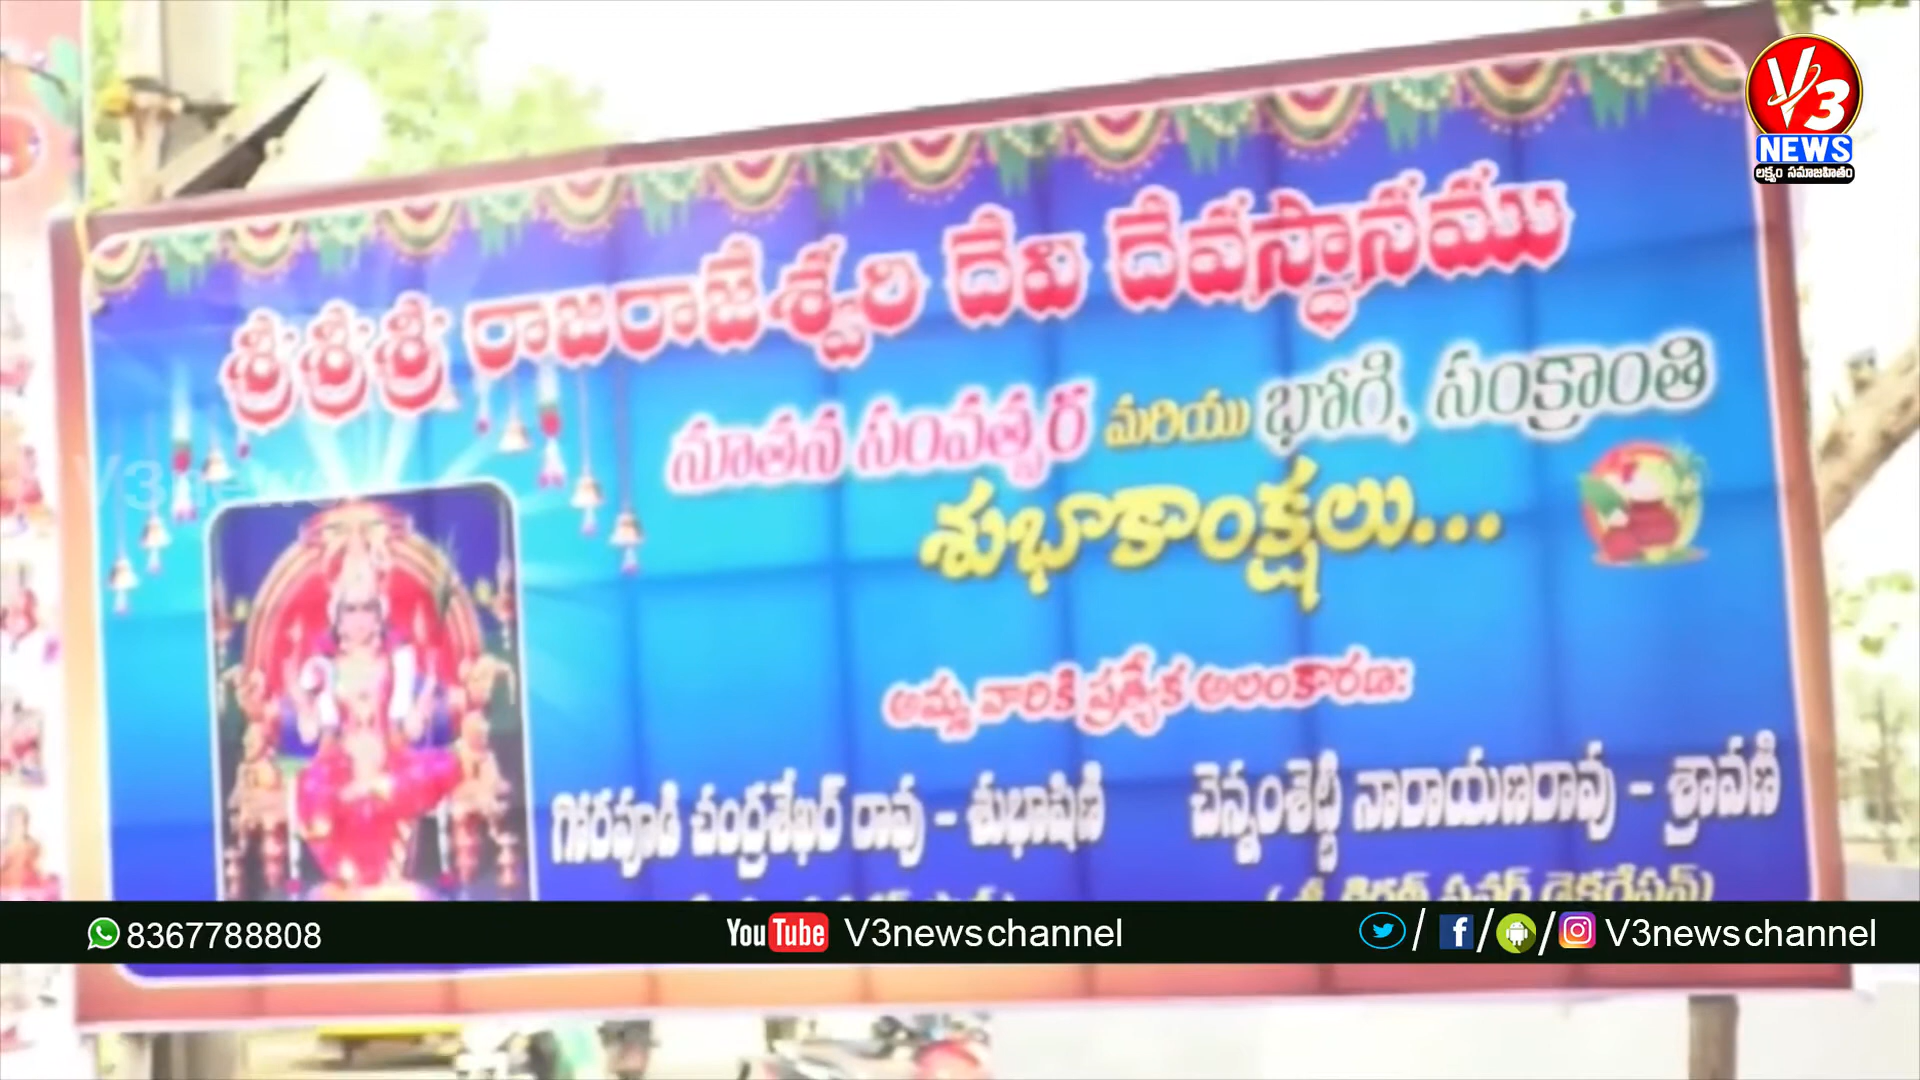 V3
NEWS
లక్ష్యం సమాజహితం
శ్రీశ్రీశ్రీ రాజరాజేశ్వరి దేవి దేవస్థానము
నూతన సంవత్సర మరియు భోగి, సంక్రాంతి
శుభాకాంక్షలు...
V3news
అమ్మ వారికి ప్రత్యేక అలంకారణ:
గోరపూడి చంద్రశేఖర్ రావు - శుభాషిణి
చెన్నంశెట్టి నారాయణరావు - శ్రావణి
8367788808
YouTube V3newschannel
V3newschannel